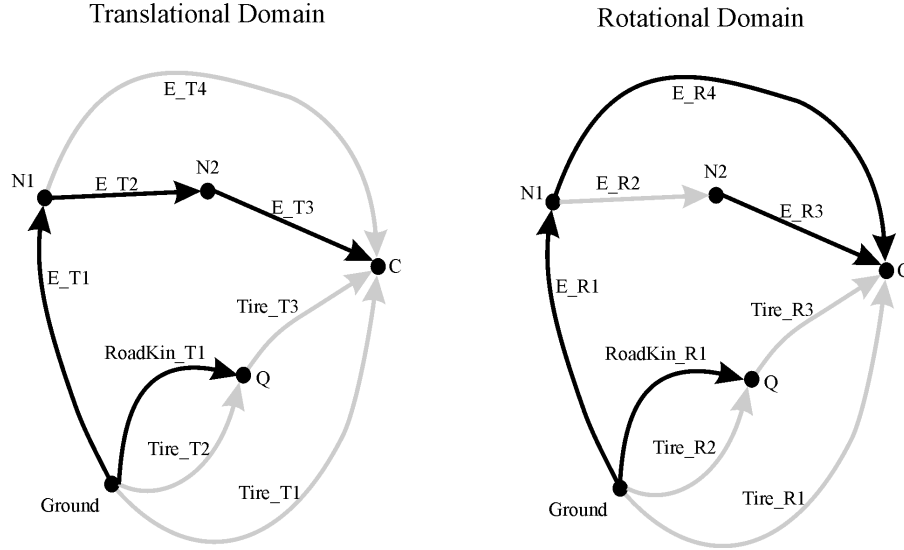 Translational Domain
E_T4
N1
E_T2
N2
E_T3
C
E_T1
Tire_T3
RoadKin_T1
Q
Tire_T2
Tire_T1
Ground
Rotational Domain
E_R4
N1
E_R2
N2
E_R3
C
E_R1
Tire_R3
RoadKin_R1
Q
Tire_R2
Tire_R1
Ground